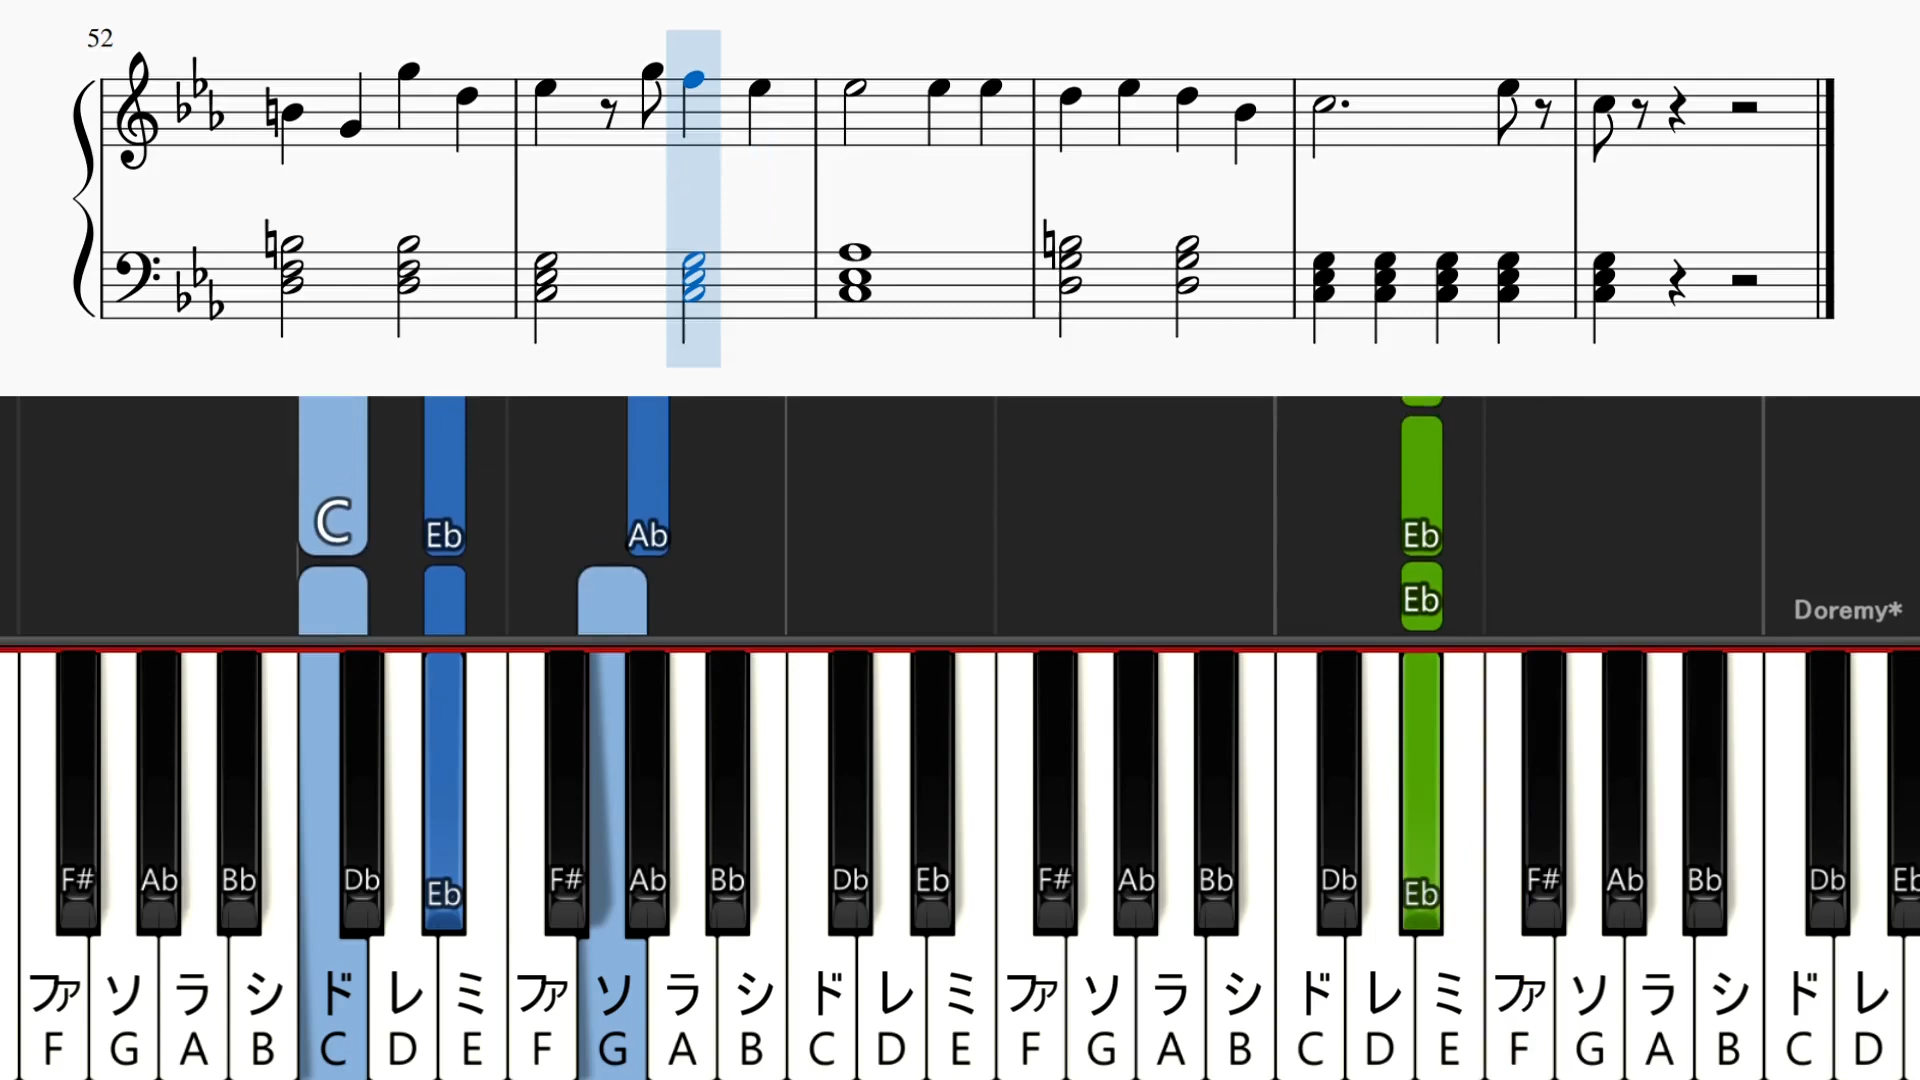 52
C Eb Ab Eb
Eb
Doremy*
F# Ab Bb Db Eb F# Ab Bb Db Eb F# Ab Bb Db Eb F# Ab Bb Db Eb
ファ ソ ラ シ ド レ ミ ファ ソ ラ シ ド レ ミ ファ ソ ラ シ ド レ ミ ファ ソ ラ シ ド レ
F G A B C D E F G A B C D E F G A B C D E F G A B C D